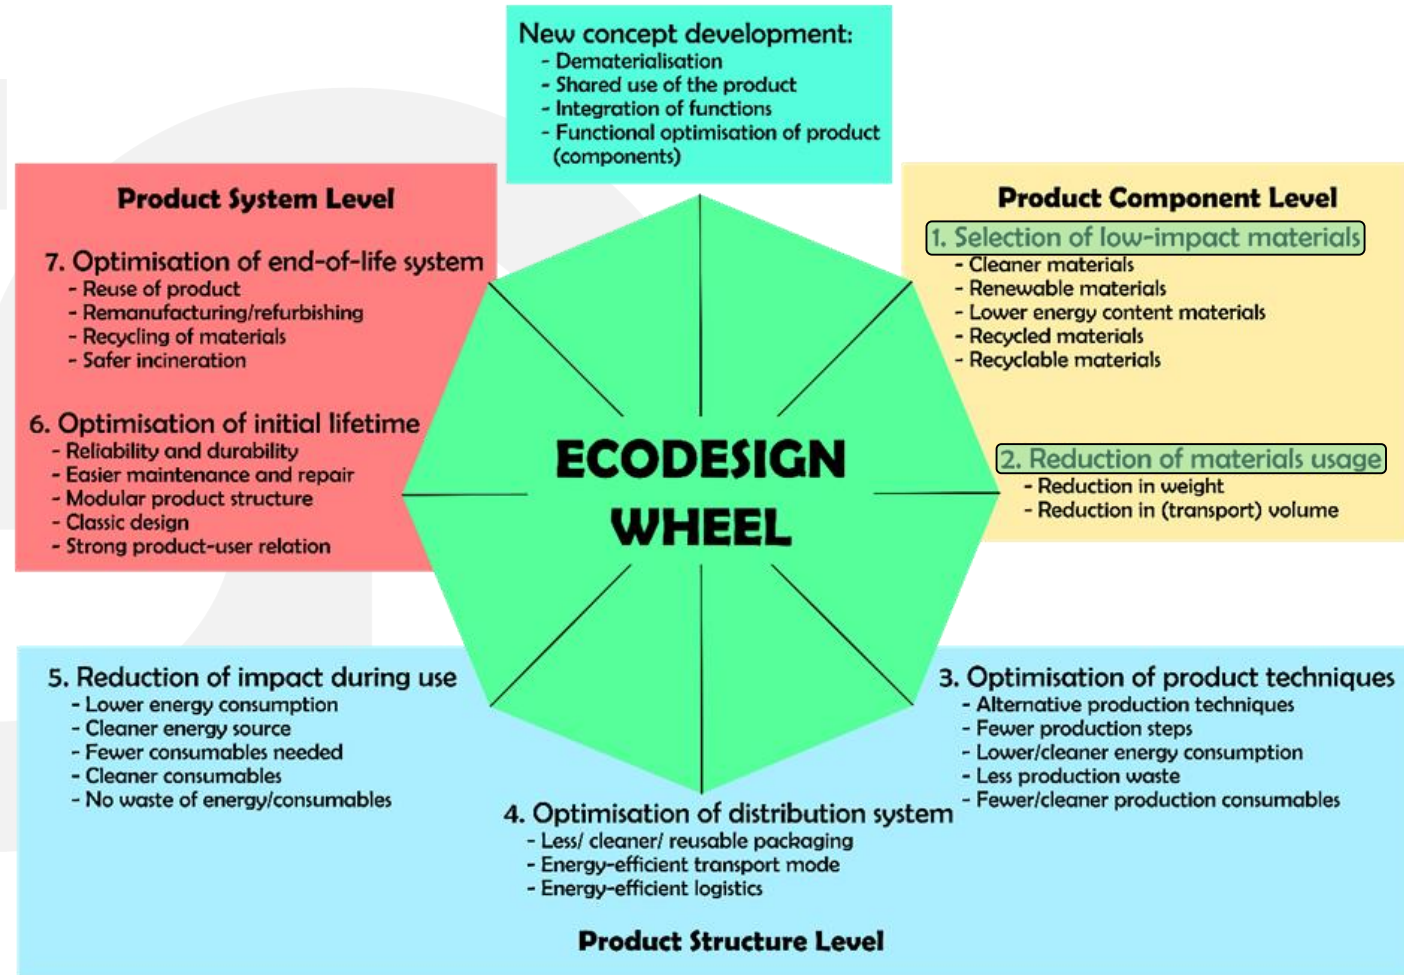 New concept development:
- Dematerialisation
- Shared use of the product
- Integration of functions
- Functional optimisation of product
(components)
Product System Level
7. Optimisation of end-of-life system
- Reuse of product
- Remanufacturing/refurbishing
- Recycling of materials
- Safer incineration
6. Optimisation of initial lifetime
- Reliability and durability
- Easier maintenance and repair
- Modular product structure
- Classic design
- Strong product-user relation
Product Component Level
1. Selection of low-impact materials
- Cleaner materials
- Renewable materials
- Lower energy content materials
- Recycled materials
- Recyclable materials
2. Reduction of materials usage
- Reduction in weight
- Reduction in (transport) volume
ECODESIGN
WHEEL
5. Reduction of impact during use
- Lower energy consumption
- Cleaner energy source
- Fewer consumables needed
- Cleaner consumables
- No waste of energy/consumables
3. Optimisation of product techniques
- Alternative production techniques
- Fewer production steps
- Lower/cleaner energy consumption
- Less production waste
- Fewer/cleaner production consumables
4. Optimisation of distribution system
- Less/ cleaner/ reusable packaging
- Energy-efficient transport mode
- Energy-efficient logistics
Product Structure Level